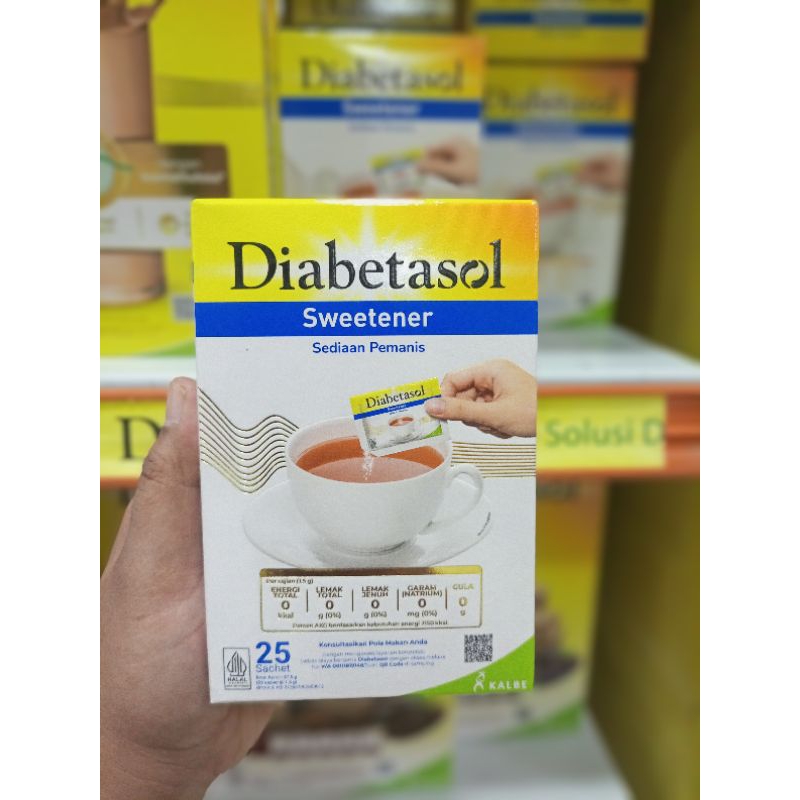 Diabetasol
Sweetener
Diabetasol
Diabetasol
Sweetener
Sediaan Pemanis
Diabetasol
Solusi D
Per sajian (1.5 g)
ENERGI TOTAL
0
kkal
LEMAK TOTAL
0
g (0%)
LEMAK JENUH
0
g (0%)
GARAM (NATRIUM)
0
mg (0%)
GULA
0
g
25
Sachet
Konsultasikan Pola Makan Anda
HALAL
KALBE